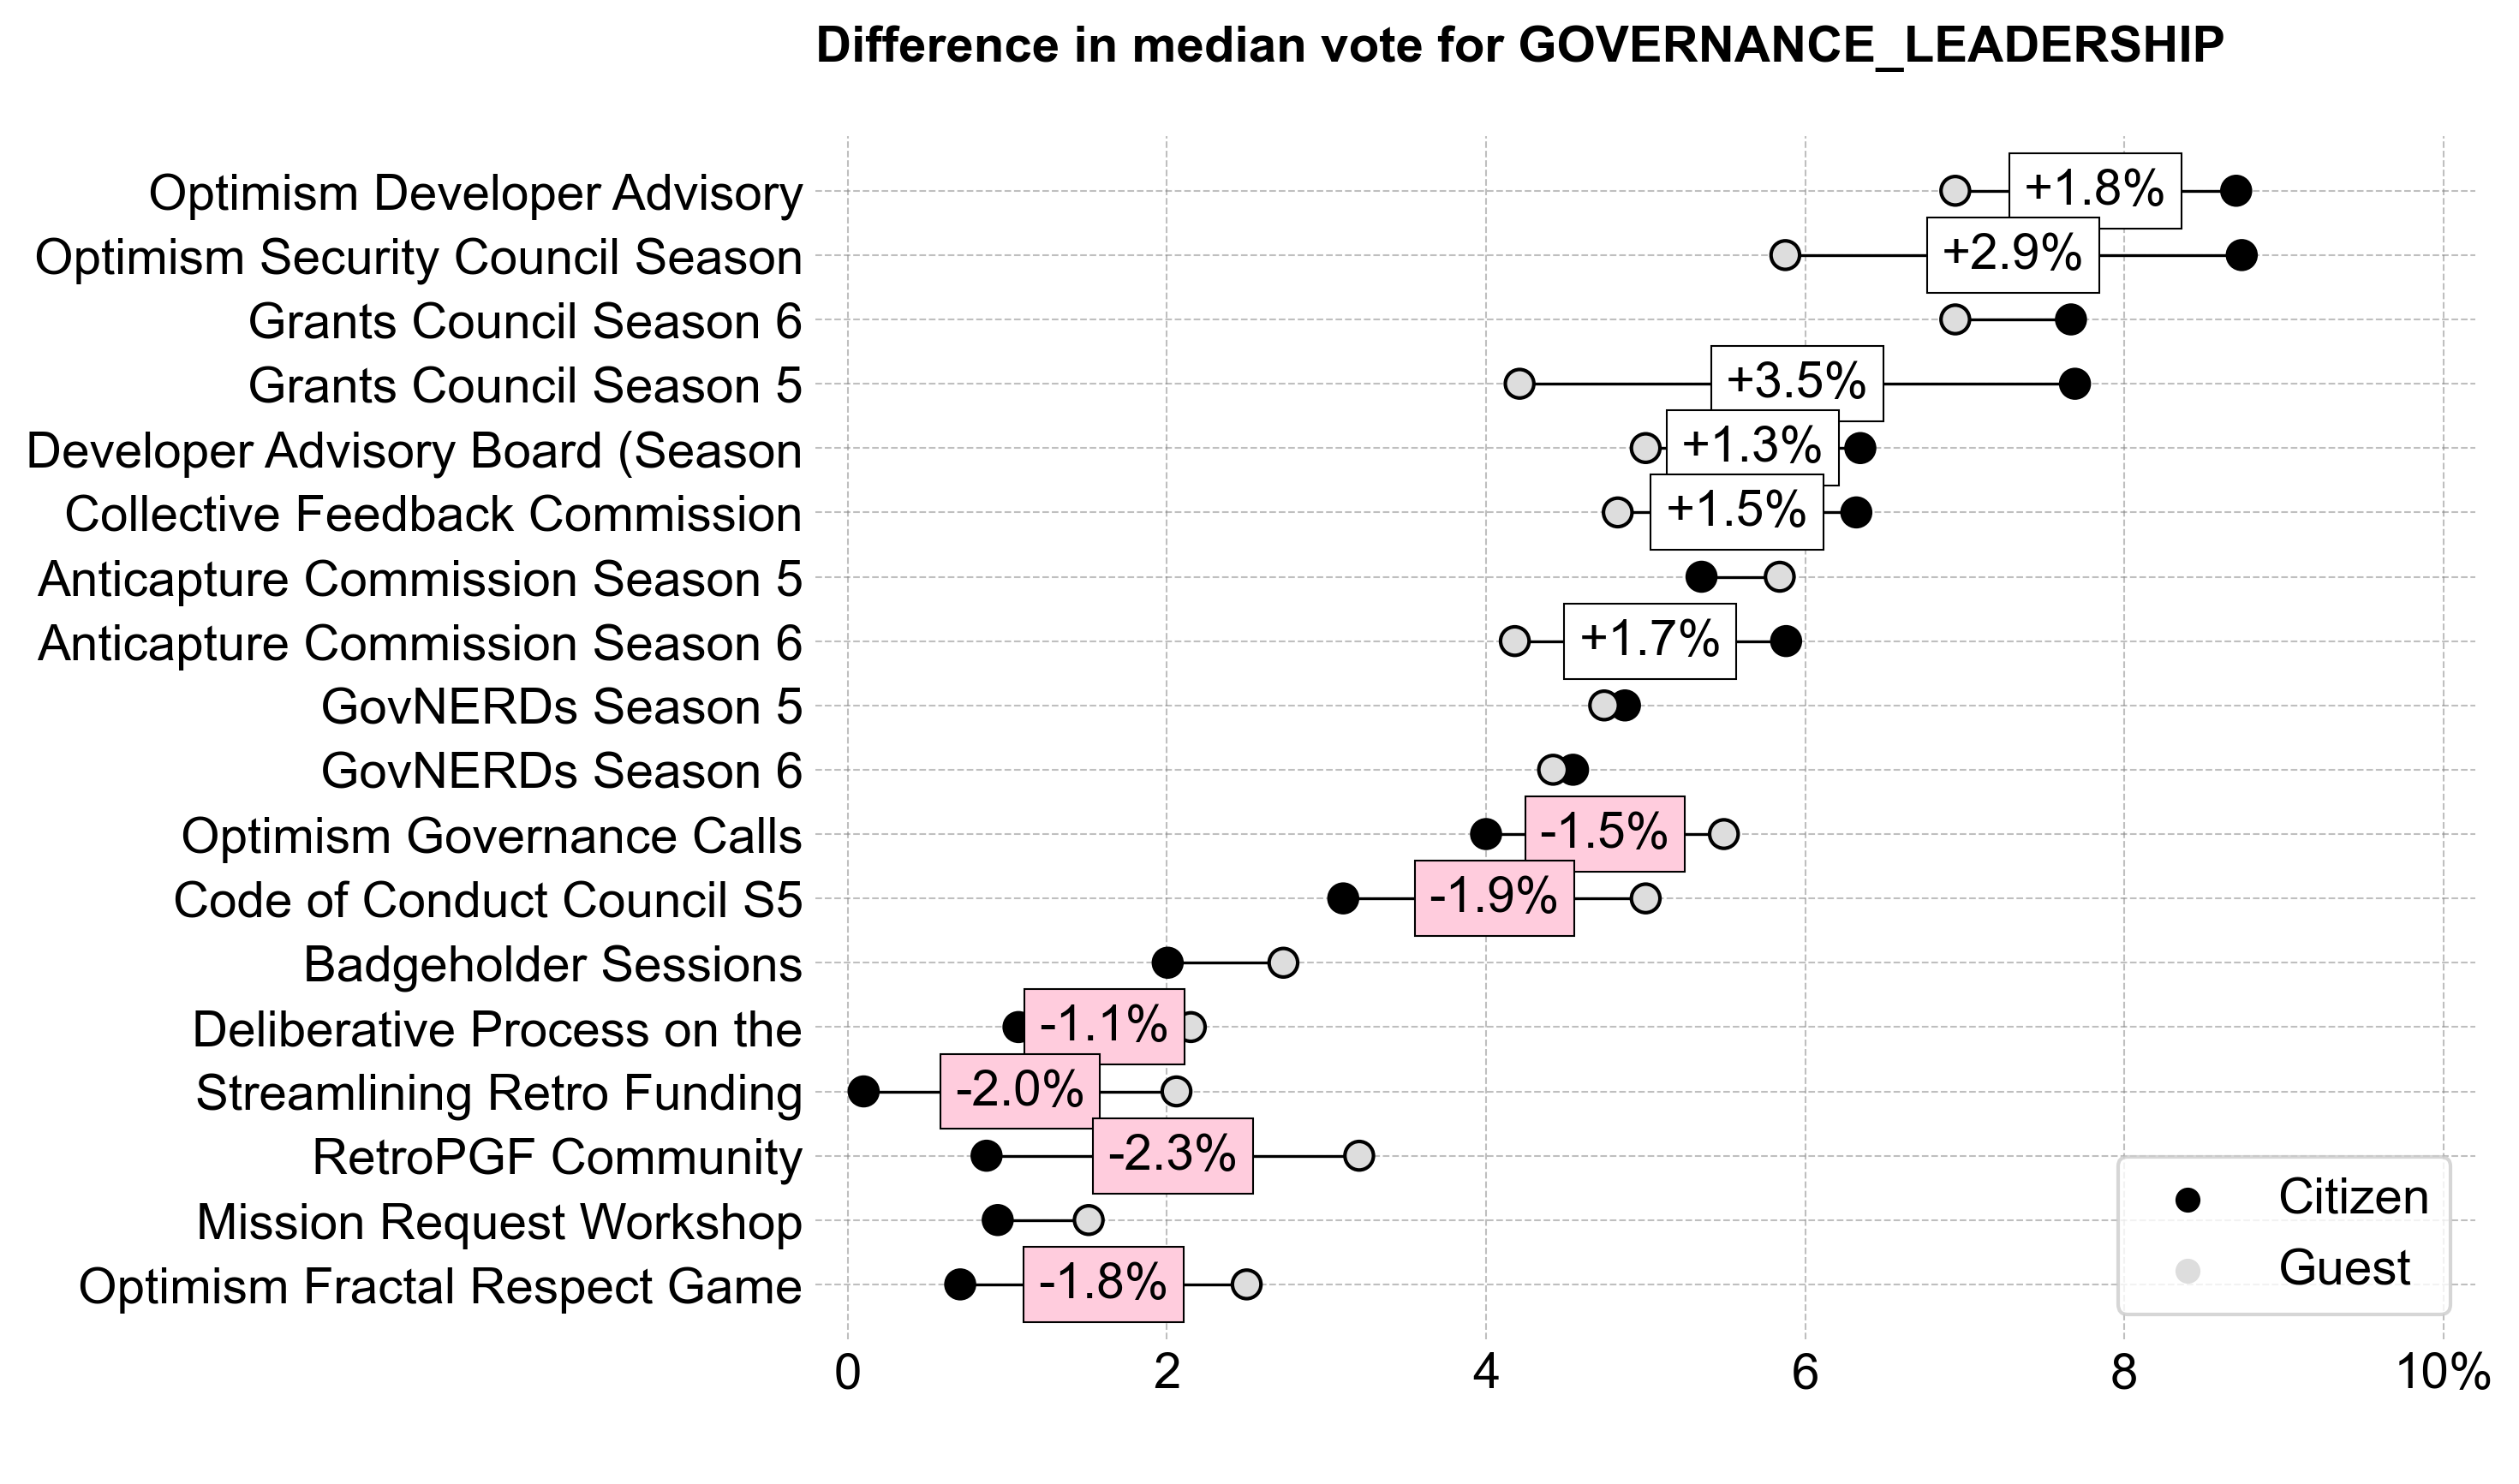 Difference in median vote for GOVERNANCE_LEADERSHIP
Optimism Developer Advisory
+1.8%
Optimism Security Council Season
+2.9%
Grants Council Season 6
Grants Council Season 5
+3.5%
Developer Advisory Board (Season
+1.3%
Collective Feedback Commission
+1.5%
Anticapture Commission Season 5
Anticapture Commission Season 6
+1.7%
GovNERDs Season 5
GovNERDs Season 6
Optimism Governance Calls
-1.5%
Code of Conduct Council S5
-1.9%
Badgeholder Sessions
Deliberative Process on the
-1.1%
Streamlining Retro Funding
-2.0%
RetroPGF Community
-2.3%
Mission Request Workshop
Optimism Fractal Respect Game
-1.8%
Citizen
Guest
0 2 4 6 8 10%